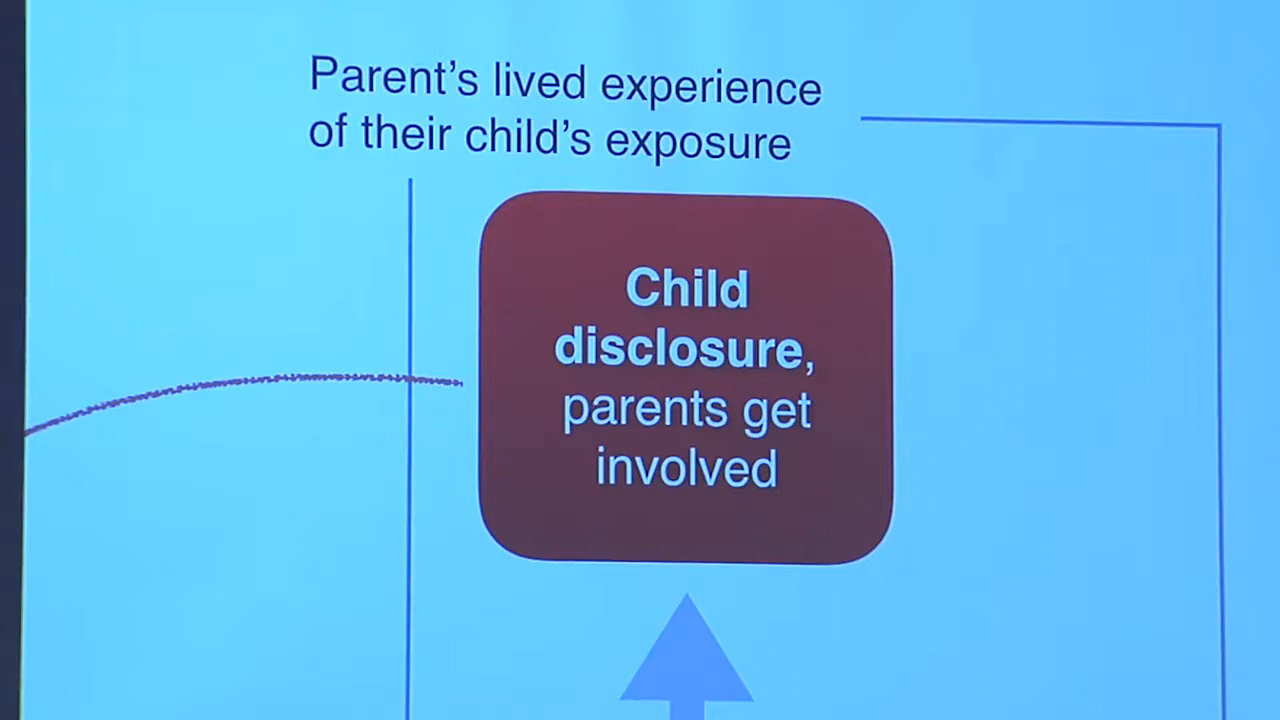 Parent’s lived experience
of their child’s exposure
Child
disclosure,
parents get
involved